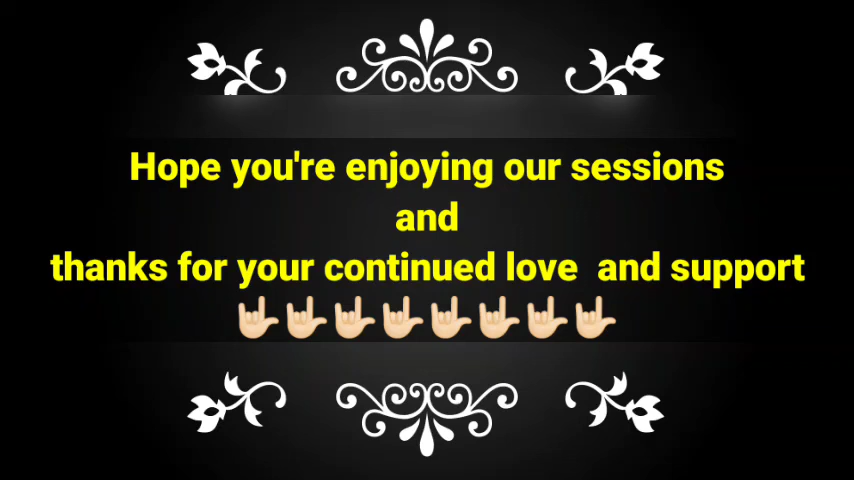 Hope you're enjoying our sessions
and
thanks for your continued love  and support
🤟🏻🤟🏻🤟🏻🤟🏻🤟🏻🤟🏻🤟🏻🤟🏻